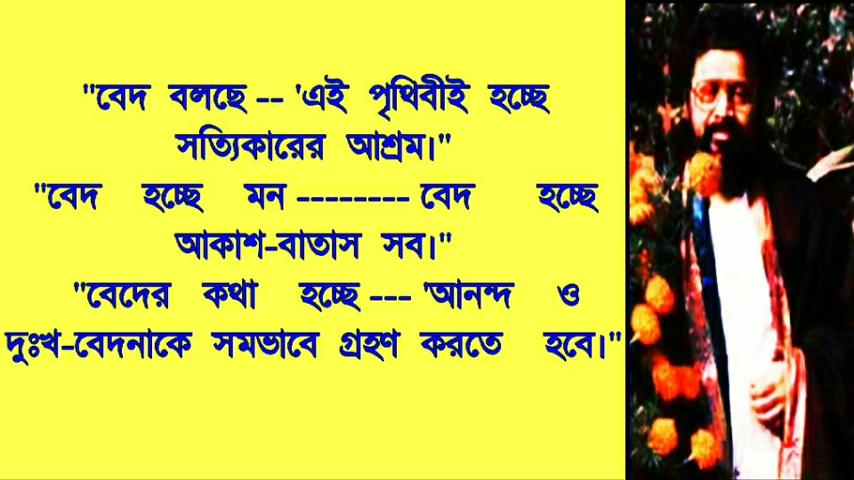 "বেদ বলছে -- 'এই পৃথিবীই হচ্ছে
সত্যিকারের আশ্রম।"
"বেদ হচ্ছে মন -------- বেদ হচ্ছে
আকাশ-বাতাস সব।"
"বেদের কথা হচ্ছে --- 'আনন্দ ও
দুঃখ-বেদনাকে সমভাবে গ্রহণ করতে হবে।"